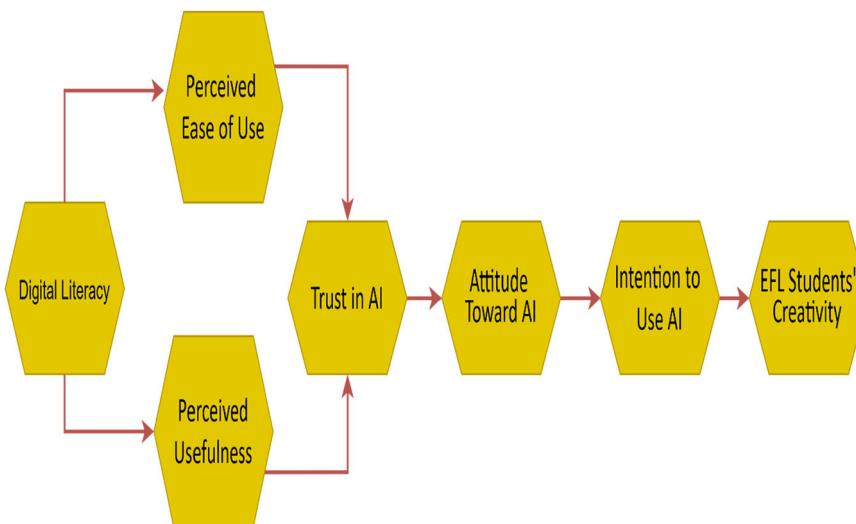 Perceived
Ease of Use
Digital Literacy
Perceived
Usefulness
Trust in AI
Attitude
Toward AI
Intention to
Use AI
EFL Students'
Creativity